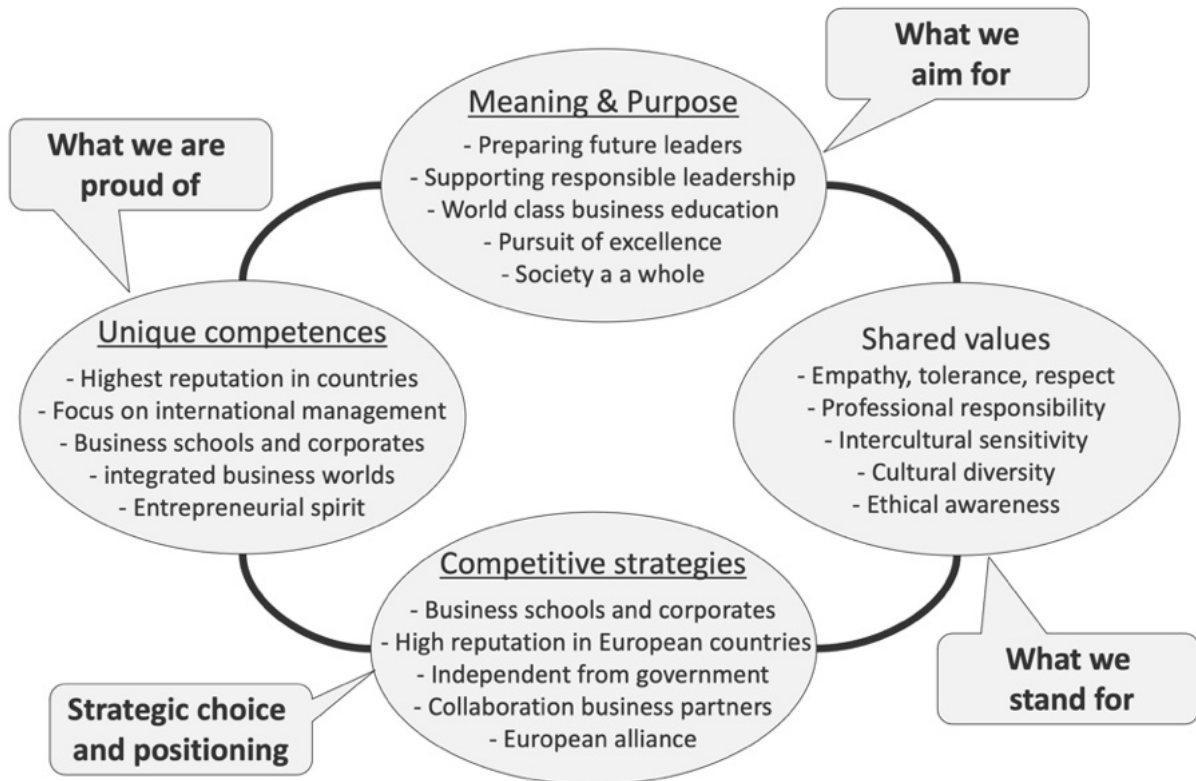 What we
aim for
Meaning & Purpose
- Preparing future leaders
- Supporting responsible leadership
- World class business education
- Pursuit of excellence
- Society a a whole
What we are
proud of
Unique competences
- Highest reputation in countries
- Focus on international management
- Business schools and corporates
- integrated business worlds
- Entrepreneurial spirit
Shared values
- Empathy, tolerance, respect
- Professional responsibility
- Intercultural sensitivity
- Cultural diversity
- Ethical awareness
Competitive strategies
- Business schools and corporates
- High reputation in European countries
- Independent from government
- Collaboration business partners
- European alliance
Strategic choice
and positioning
What we
stand for